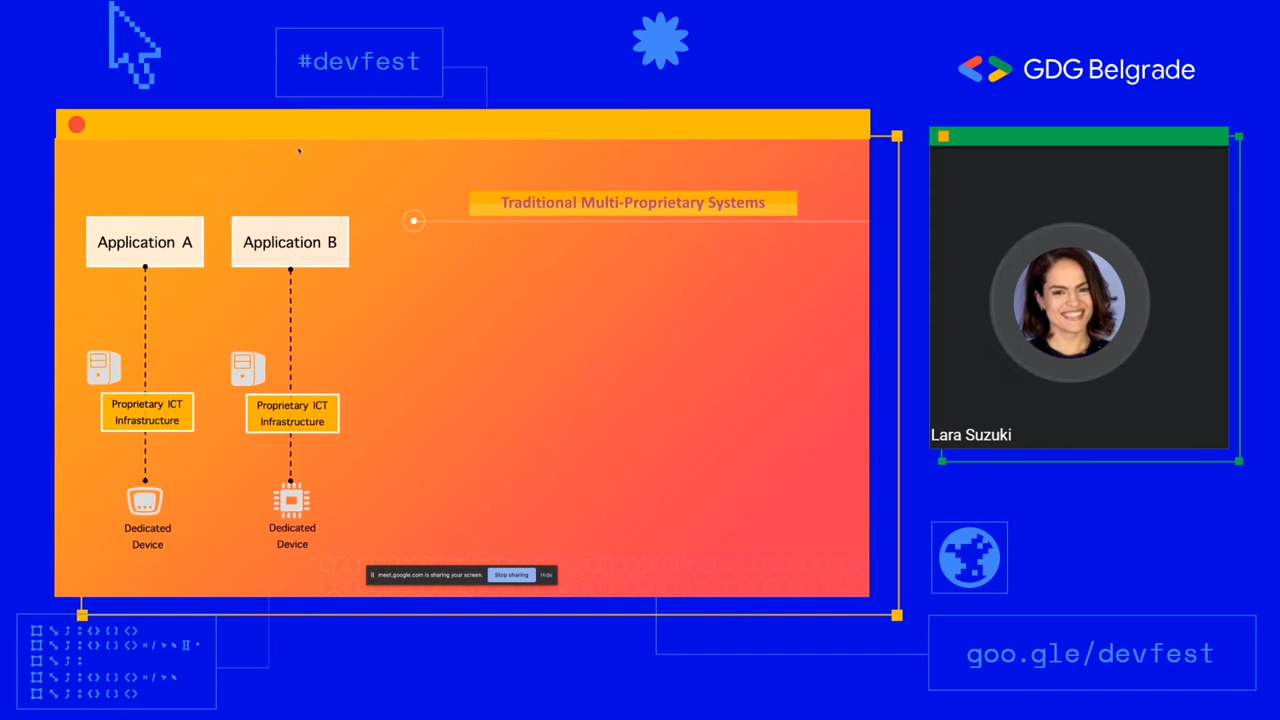 #devfest
GDG Belgrade
Traditional Multi-Proprietary Systems
Application A
Application B
Proprietary ICT
Infrastructure
Proprietary ICT
Infrastructure
Dedicated
Device
Dedicated
Device
meet.google.com is sharing your screen.
Stop sharing
Hide
Lara Suzuki
goo.gle/devfest